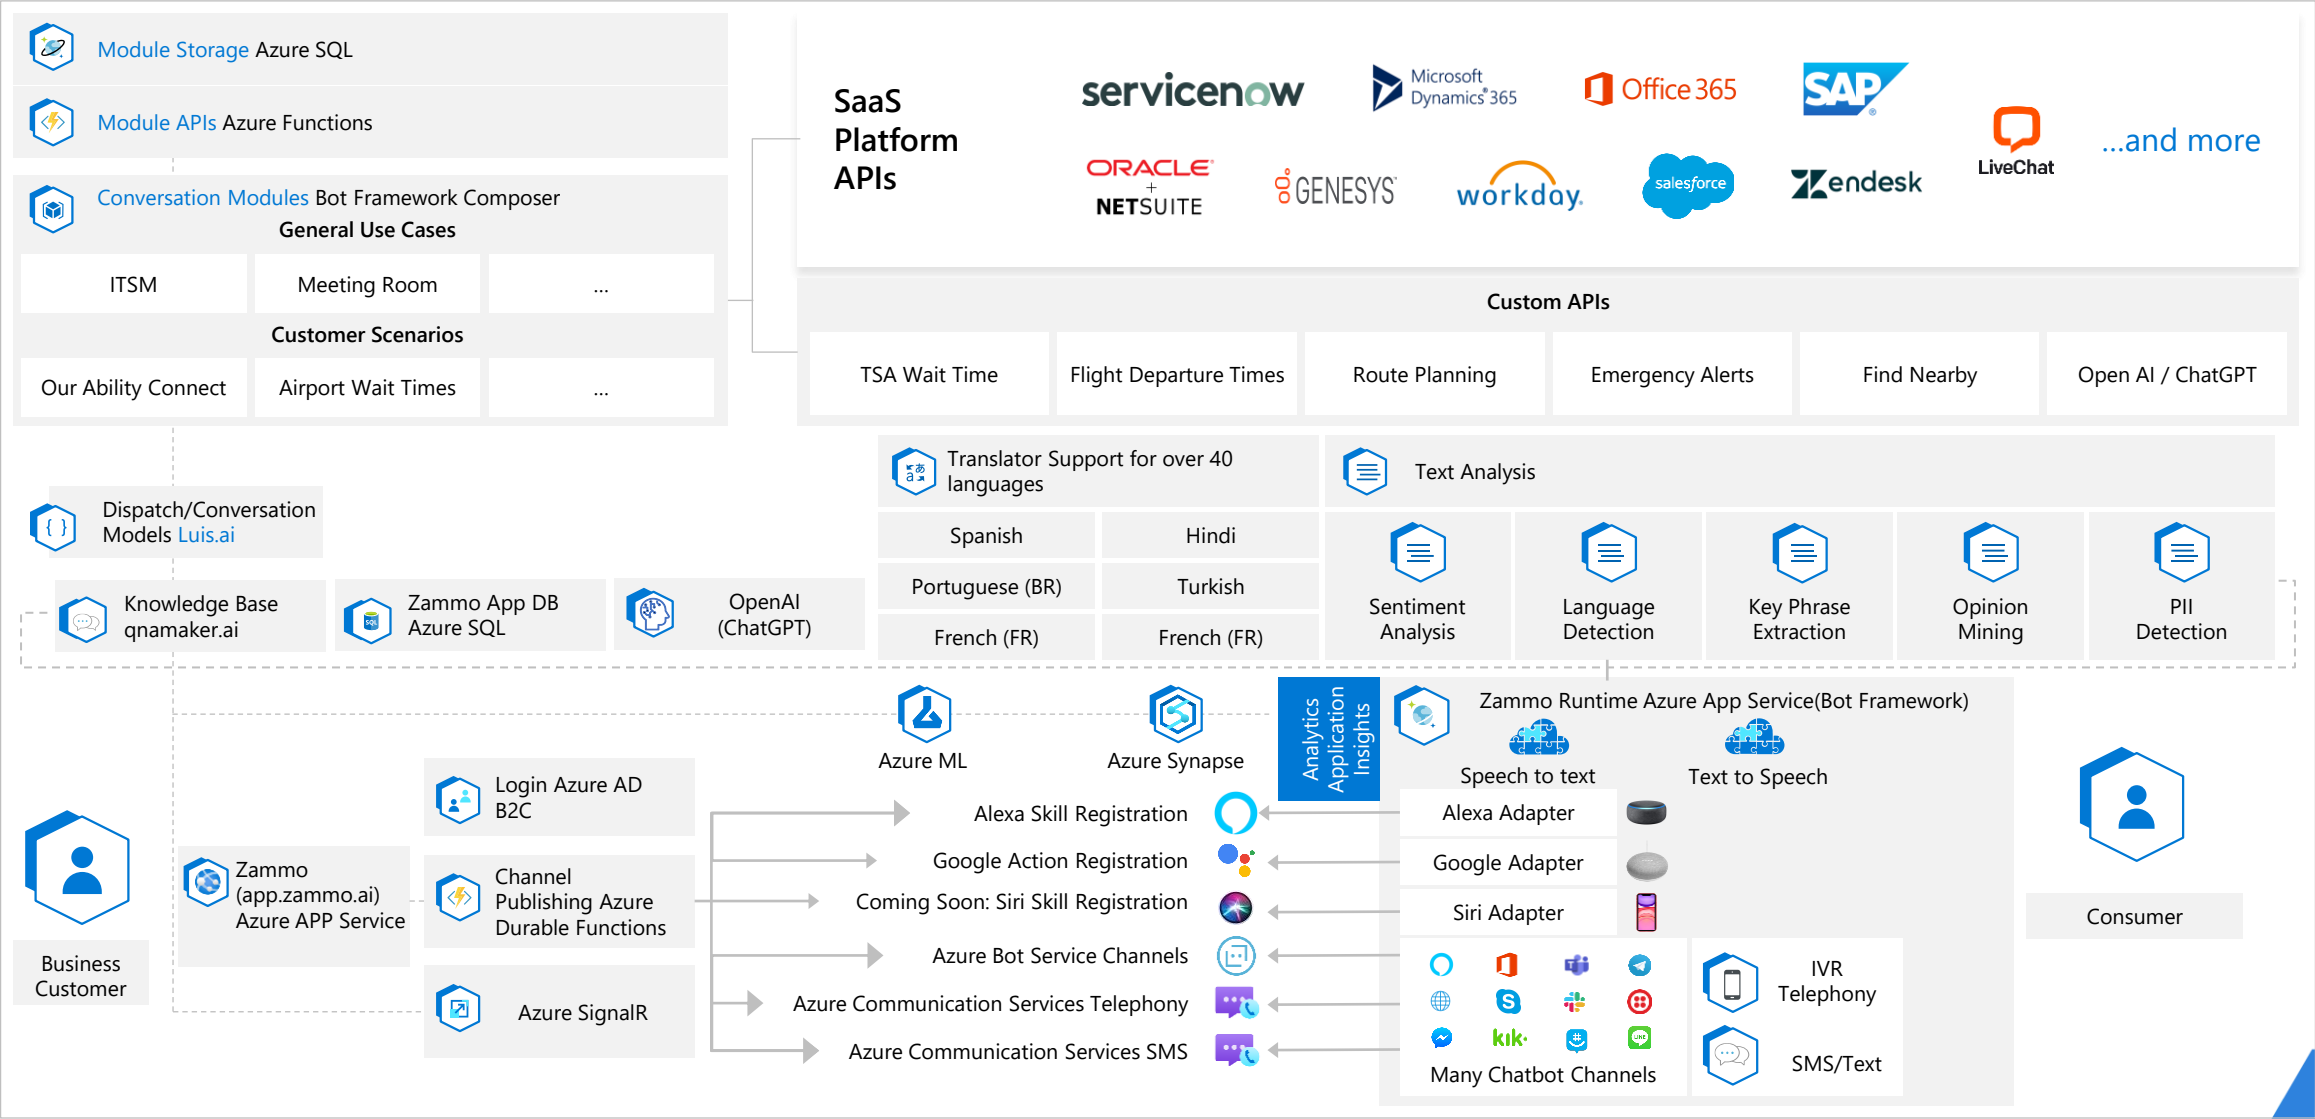 Module Storage Azure SQL
Module APIs Azure Functions
Conversation Modules Bot Framework Composer
General Use Cases
ITSM
Meeting Room
...
Customer Scenarios
Our Ability Connect
Airport Wait Times
...
SaaS
Platform
APIs
servicenow
Microsoft
Dynamics 365
Office 365
SAP
ORACLE
+
NETSUITE
GENESYS
workday.
salesforce
zendesk
LiveChat
...and more
Custom APIs
TSA Wait Time
Flight Departure Times
Route Planning
Emergency Alerts
Find Nearby
Open AI / ChatGPT
Dispatch/Conversation
Models Luis.ai
Knowledge Base
qnamaker.ai
SQL
Zammo App DB
Azure SQL
OpenAI
(ChatGPT)
Translator Support for over 40
languages
Spanish
Hindi
Portuguese (BR)
Turkish
French (FR)
French (FR)
Text Analysis
Sentiment
Analysis
Language
Detection
Key Phrase
Extraction
Opinion
Mining
PII
Detection
Azure ML
Azure Synapse
Analytics
Application
Insights
Zammo Runtime Azure App Service(Bot Framework)
Speech to text
Text to Speech
Business
Customer
Zammo
(app.zammo.ai)
Azure APP Service
Login Azure AD
B2C
Channel
Publishing Azure
Durable Functions
Azure SignalR
Alexa Skill Registration
Google Action Registration
Coming Soon: Siri Skill Registration
Azure Bot Service Channels
Azure Communication Services Telephony
Azure Communication Services SMS
Alexa Adapter
Google Adapter
Siri Adapter
kik
LINE
Many Chatbot Channels
IVR
Telephony
SMS/Text
Consumer